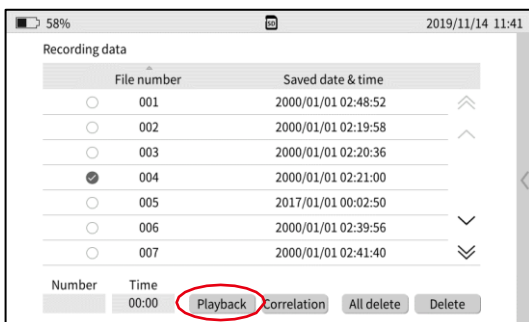 58% SD 2019/11/14 11:41
Recording data
File number Saved date & time
001 2000/01/01 02:48:52
002 2000/01/01 02:19:58
003 2000/01/01 02:20:36
004 2000/01/01 02:21:00
005 2017/01/01 00:02:50
006 2000/01/01 02:39:56
007 2000/01/01 02:41:40
Number Time
00:00 Playback Correlation All delete Delete